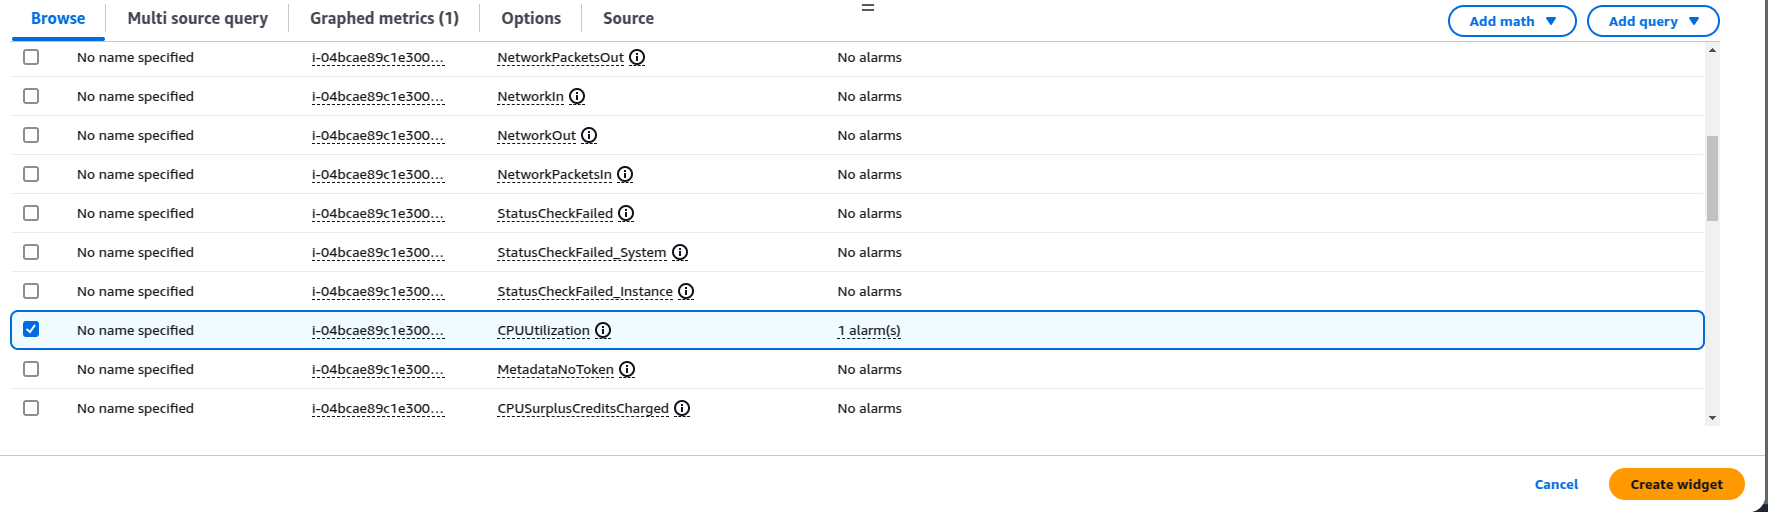 Browse Multi source query Graphed metrics (1) Options Source Add math Add query
No name specified i-04bcae89c1e300... NetworkPacketsOut No alarms
No name specified i-04bcae89c1e300... NetworkIn No alarms
No name specified i-04bcae89c1e300... NetworkOut No alarms
No name specified i-04bcae89c1e300... NetworkPacketsIn No alarms
No name specified i-04bcae89c1e300... StatusCheckFailed No alarms
No name specified i-04bcae89c1e300... StatusCheckFailed_System No alarms
No name specified i-04bcae89c1e300... StatusCheckFailed_Instance No alarms
No name specified i-04bcae89c1e300... CPUUtilization 1 alarm(s)
No name specified i-04bcae89c1e300... MetadataNoToken No alarms
No name specified i-04bcae89c1e300... CPUSurplusCreditsCharged No alarms
Cancel Create widget